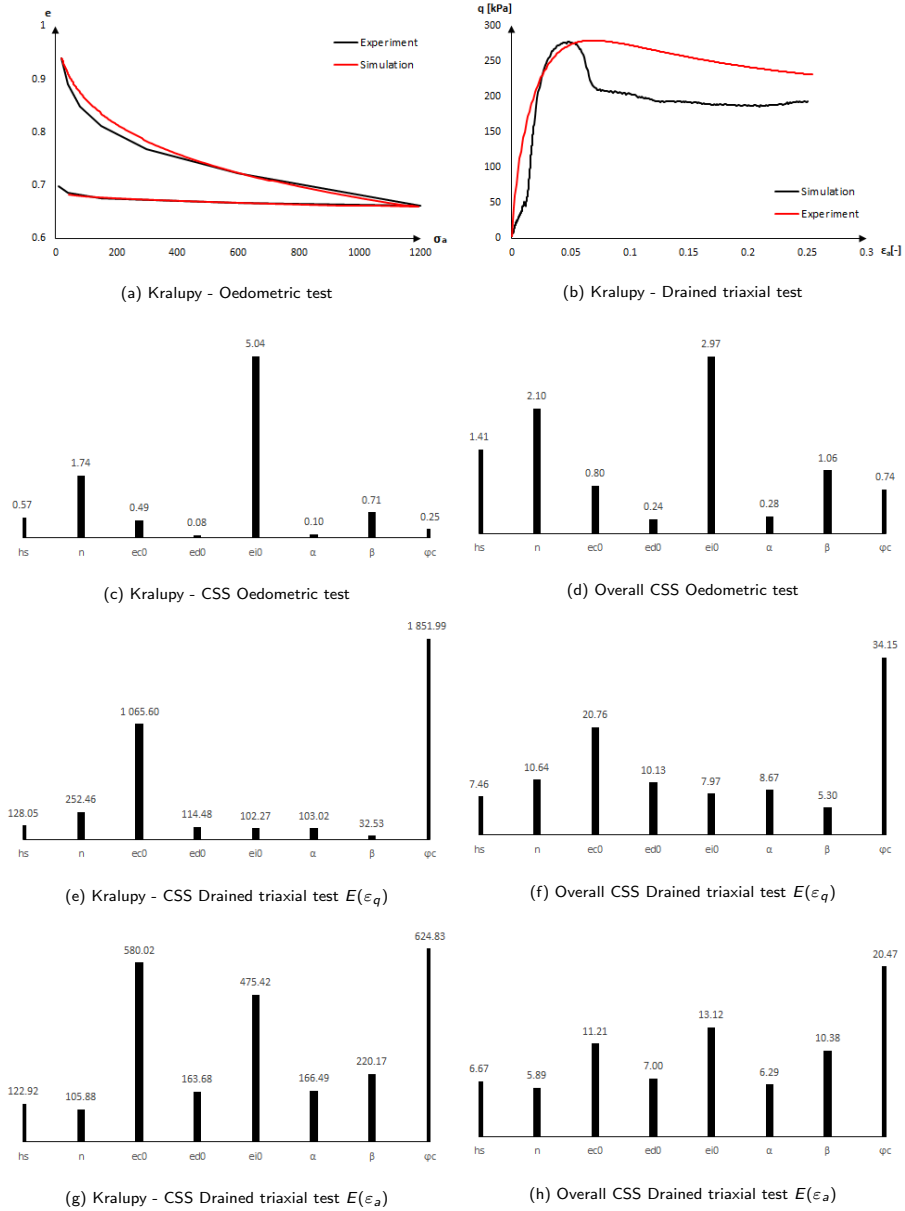 e
1
0.9
0.8
0.7
0.6
0 200 400 600 800 1000 1200
σa
Experiment
Simulation
(a) Kralupy - Oedometric test
q [kPa]
300
250
200
150
100
50
0
0 0.05 0.1 0.15 0.2 0.25 0.3
εa[-]
Simulation
Experiment
(b) Kralupy - Drained triaxial test
0.57 1.74 0.49 0.08 5.04 0.10 0.71 0.25
hs n ec0 ed0 ei0 α β φc
(c) Kralupy - CSS Oedometric test
1.41 2.10 0.80 0.24 2.97 0.28 1.06 0.74
hs n ec0 ed0 ei0 α β φc
(d) Overall CSS Oedometric test
128.05 252.46 1 065.60 114.48 102.27 103.02 32.53 1 851.99
hs n ec0 ed0 ei0 α β φc
(e) Kralupy - CSS Drained triaxial test E(εq)
7.46 10.64 20.76 10.13 7.97 8.67 5.30 34.15
hs n ec0 ed0 ei0 α β φc
(f) Overall CSS Drained triaxial test E(εq)
122.92 105.88 580.02 163.68 475.42 166.49 220.17 624.83
hs n ec0 ed0 ei0 α β φc
(g) Kralupy - CSS Drained triaxial test E(εa)
6.67 5.89 11.21 7.00 13.12 6.29 10.38 20.47
hs n ec0 ed0 ei0 α β φc
(h) Overall CSS Drained triaxial test E(εa)